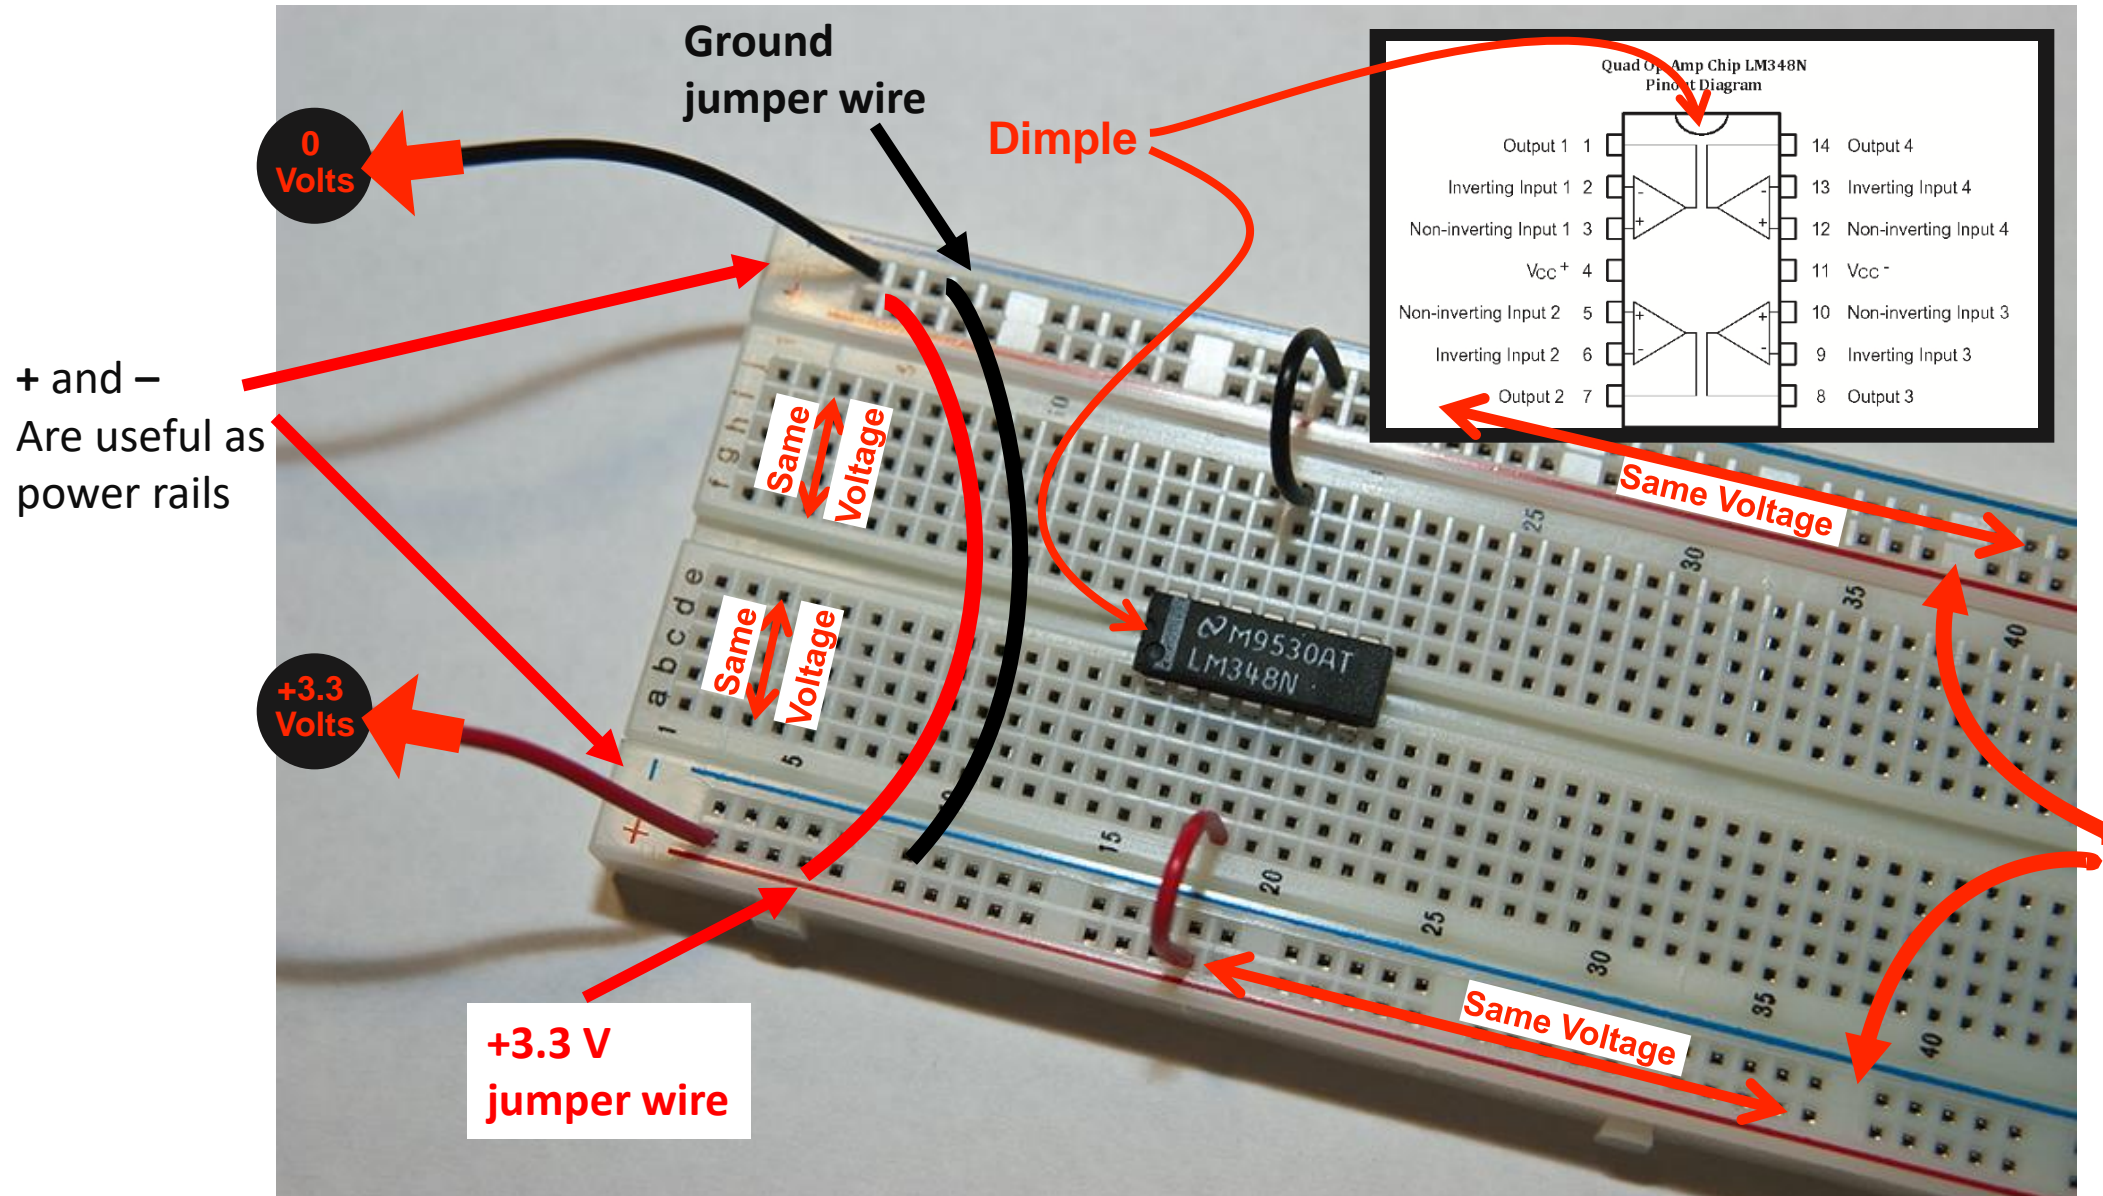 Ground
jumper wire
0
Volts
Dimple
Quad Op Amp Chip LM348N
Pinout Diagram
Output 1 1
14 Output 4
Inverting Input 1 2
13 Inverting Input 4
Non-inverting Input 1 3
12 Non-inverting Input 4
Vcc+ 4
11 Vcc-
Non-inverting Input 2 5
10 Non-inverting Input 3
Inverting Input 2 6
9 Inverting Input 3
Output 2 7
8 Output 3
- -
+ +
+ +
- -
+ and –
Are useful as
power rails
Same
Voltage
Same
Voltage
Same Voltage
Same Voltage
+3.3
Volts
+3.3 V
jumper wire
M9530AT
LM348N
j
i
h
g
f
e
d
c
b
a
1
5
10
15
20
25
30
35
40
10
25
30
35
40
–
+